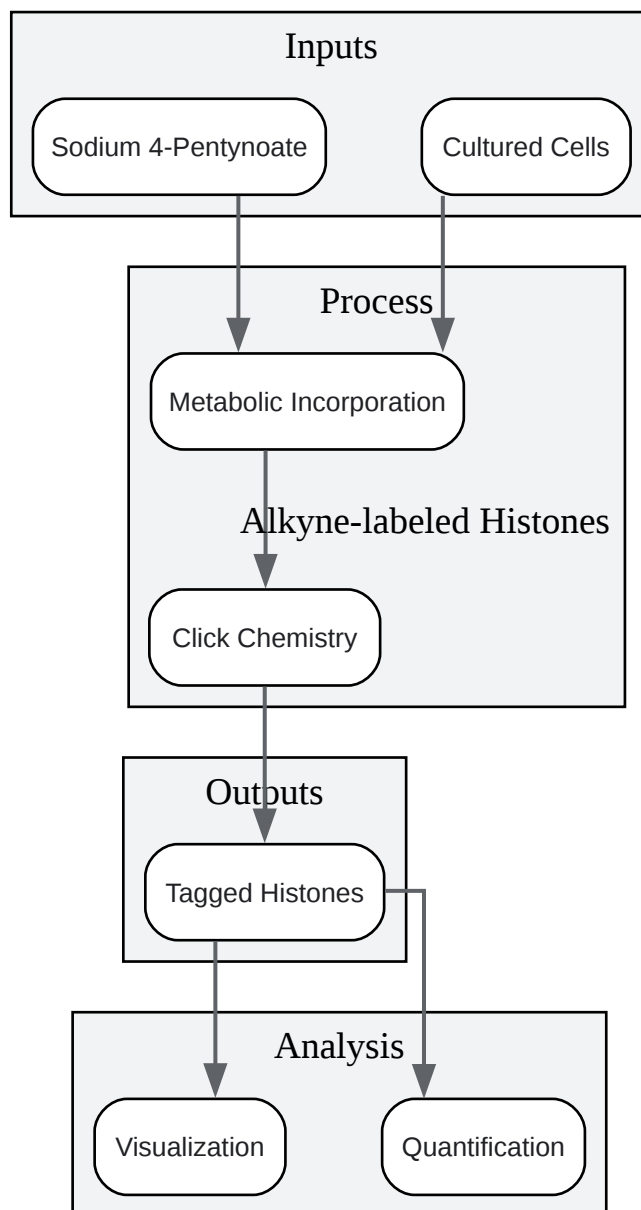 Inputs
Sodium 4-Pentynoate
Cultured Cells
Process
Metabolic Incorporation
Alkyne-labeled Histones
Click Chemistry
Outputs
Tagged Histones
Analysis
Visualization
Quantification